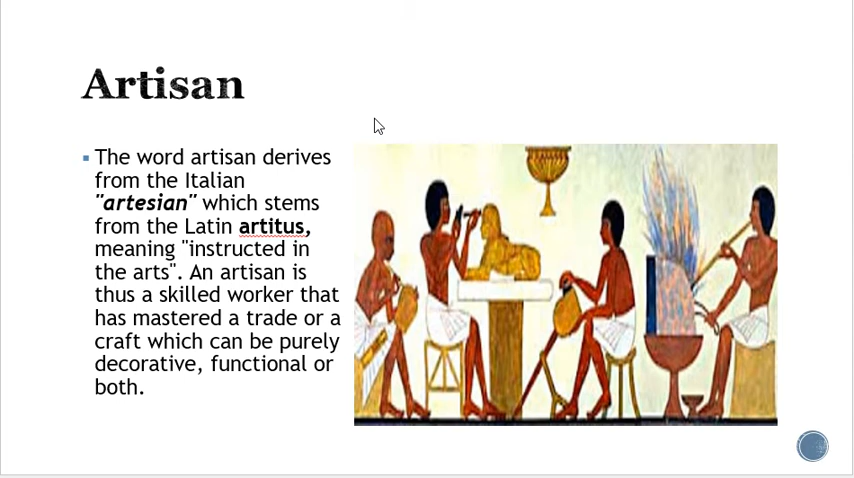 Artisan
The word artisan derives
from the Italian
"artesian" which stems
from the Latin artitus,
meaning "instructed in
the arts". An artisan is
thus a skilled worker that
has mastered a trade or a
craft which can be purely
decorative, functional or
both.